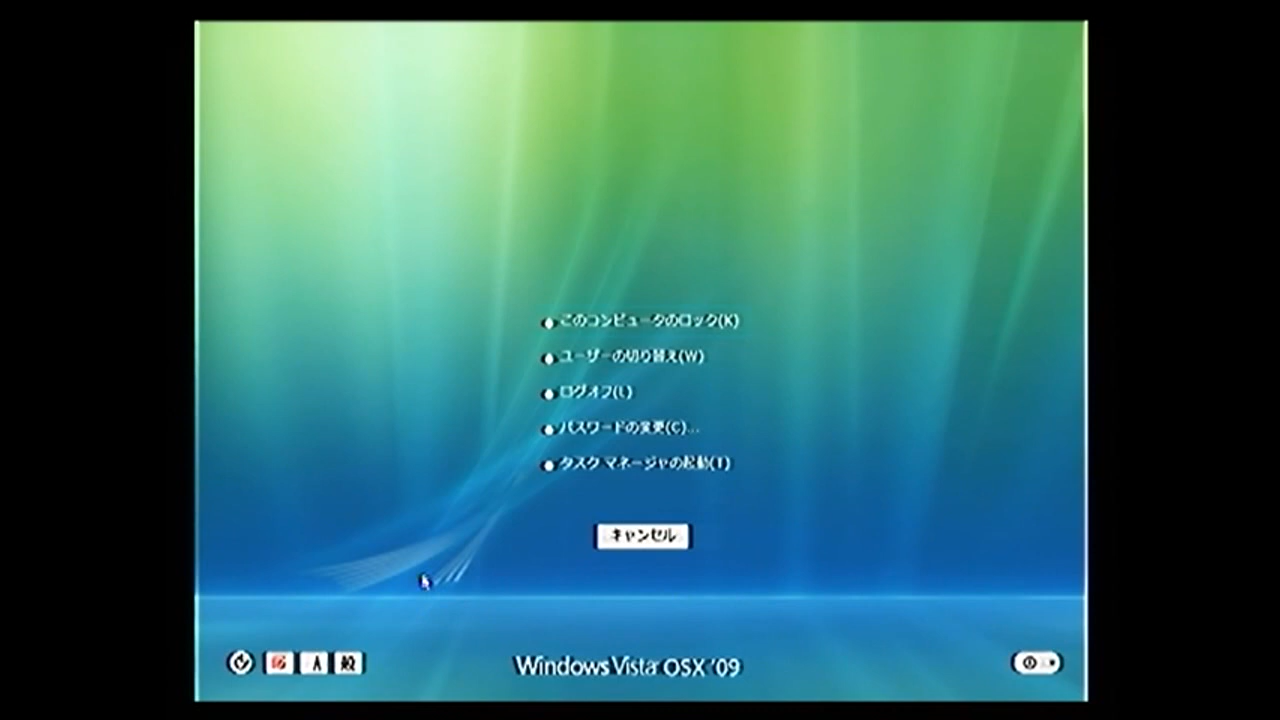 このコンピュータのロック(K)
ユーザーの切り替え(W)
ログオフ(L)
パスワードの変更(C)...
タスク マネージャの起動(T)
キャンセル
A 般
Windows Vista OSX '09